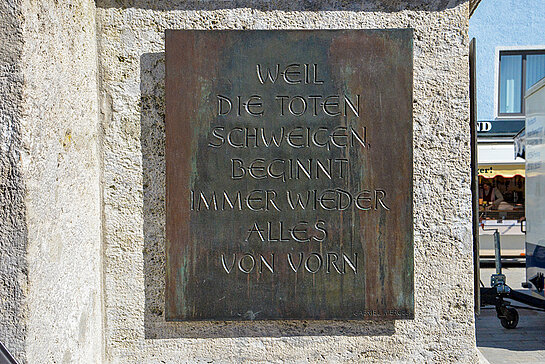 WEIL
DIE TOTEN
SCHWEIGEN,
BEGINNT
IMMER WIEDER
ALLES
VON VORN